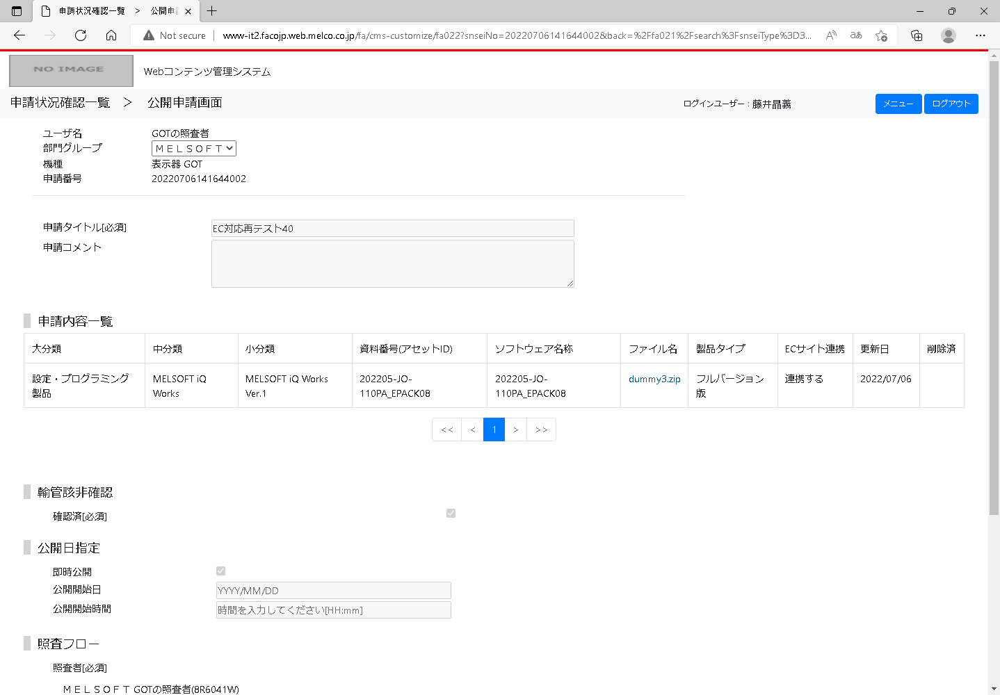 申請状況確認一覧 > 公開申
Not secure
www-it2.facojp.web.melco.co.jp/fa/cms-customize/fa022?snseiNo=20220706141644002&back=%2Ffa021%2Fsearch%3FsnseiType%3D3...
NO IMAGE
Webコンテンツ管理システム
申請状況確認一覧 > 公開申請画面
ログインユーザー : 藤井晶義
メニュー
ログアウト
ユーザ名 GOTの照査者
部門グループ ＭＥＬＳＯＦＴ
機種 表示器 GOT
申請番号 20220706141644002
申請タイトル[必須] EC対応再テスト40
申請コメント
申請内容一覧
大分類 中分類 小分類 資料番号(アセットID) ソフトウェア名称 ファイル名 製品タイプ ECサイト連携 更新日 削除済
設定・プログラミング MELSOFT iQ MELSOFT iQ Works 202205-JO- 202205-JO- dummy3.zip フルバージョン 連携する 2022/07/06
製品 Works Ver.1 110PA_EPACK08 110PA_EPACK08 版
<< < 1 > >>
輸管該非確認
確認済[必須]
公開日指定
即時公開
公開開始日 YYYY/MM/DD
公開開始時間 時間を入力してください[HH:mm]
照査フロー
照査者[必須]
ＭＥＬＳＯＦＴ GOTの照査者(8R6041W)